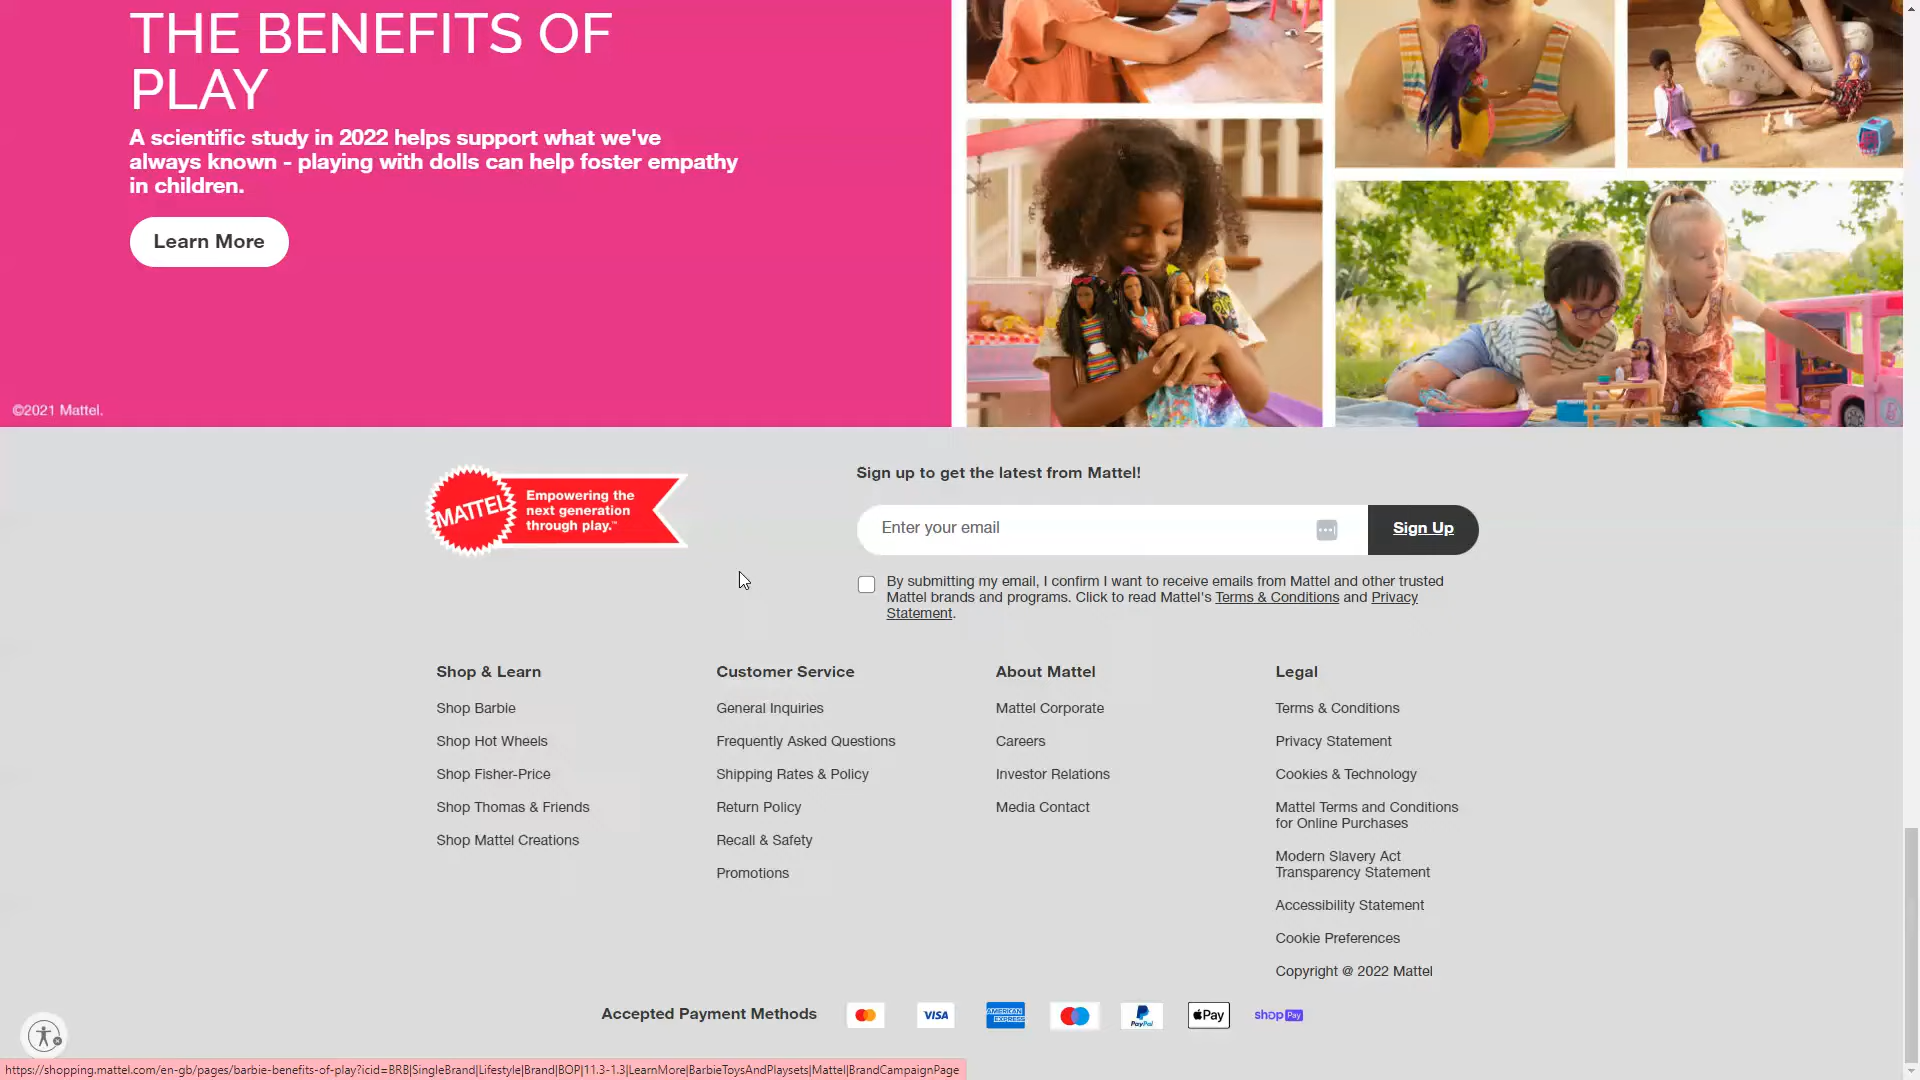 THE BENEFITS OF
PLAY
A scientific study in 2022 helps support what we've
always known - playing with dolls can help foster empathy
in children.
Learn More
©2021 Mattel.
MATTEL
Empowering the
next generation
through play.™
Sign up to get the latest from Mattel!
Enter your email
Sign Up
By submitting my email, I confirm I want to receive emails from Mattel and other trusted
Mattel brands and programs. Click to read Mattel's Terms & Conditions and Privacy
Statement.
Shop & Learn
Shop Barbie
Shop Hot Wheels
Shop Fisher-Price
Shop Thomas & Friends
Shop Mattel Creations
Customer Service
General Inquiries
Frequently Asked Questions
Shipping Rates & Policy
Return Policy
Recall & Safety
Promotions
About Mattel
Mattel Corporate
Careers
Investor Relations
Media Contact
Legal
Terms & Conditions
Privacy Statement
Cookies & Technology
Mattel Terms and Conditions
for Online Purchases
Modern Slavery Act
Transparency Statement
Accessibility Statement
Cookie Preferences
Copyright @ 2022 Mattel
Accepted Payment Methods
VISA
AMERICAN
EXPRESS
PayPal
Pay
shop Pay
https://shopping.mattel.com/en-gb/pages/barbie-benefits-of-play?icid=BRB|SingleBrand|Lifestyle|Brand|BOP|11.3-1.3|LearnMore|BarbieToysAndPlaysets|Mattel|BrandCampaignPage